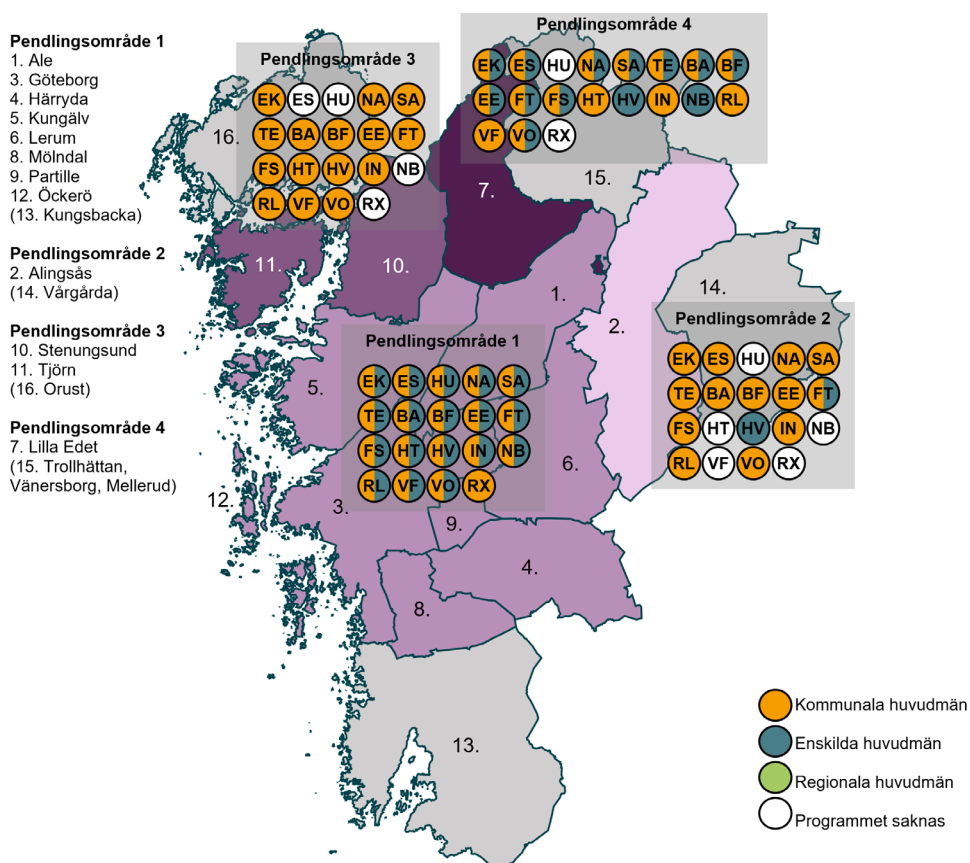 Pendlingsområde 1
1. Ale
3. Göteborg
4. Härryda
5. Kungälv
6. Lerum
8. Mölndal
9. Partille
12. Öckerö
(13. Kungsbacka)
Pendlingsområde 2
2. Alingsås
(14. Vårgårda)
Pendlingsområde 3
10. Stenungsund
11. Tjörn
(16. Orust)
Pendlingsområde 4
7. Lilla Edet
(15. Trollhättan,
Vänersborg, Mellerud)
Pendlingsområde 3
EK ES HU NA SA
TE BA BF EE FT
FS HT HV IN NB
RL VF VO RX
Pendlingsområde 4
EK ES HU NA SA TE BA BF
EE FT FS HT HV IN NB RL
VF VO RX
16.
15.
7.
11.
10.
1.
14.
2.
Pendlingsområde 2
EK ES HU NA SA
TE BA BF EE FT
FS HT HV IN NB
RL VF VO RX
Pendlingsområde 1
EK ES HU NA SA
TE BA BF EE FT
FS HT HV IN NB
RL VF VO RX
5.
6.
12.
3.
9.
4.
8.
13.
Kommunala huvudmän
Enskilda huvudmän
Regionala huvudmän
Programmet saknas